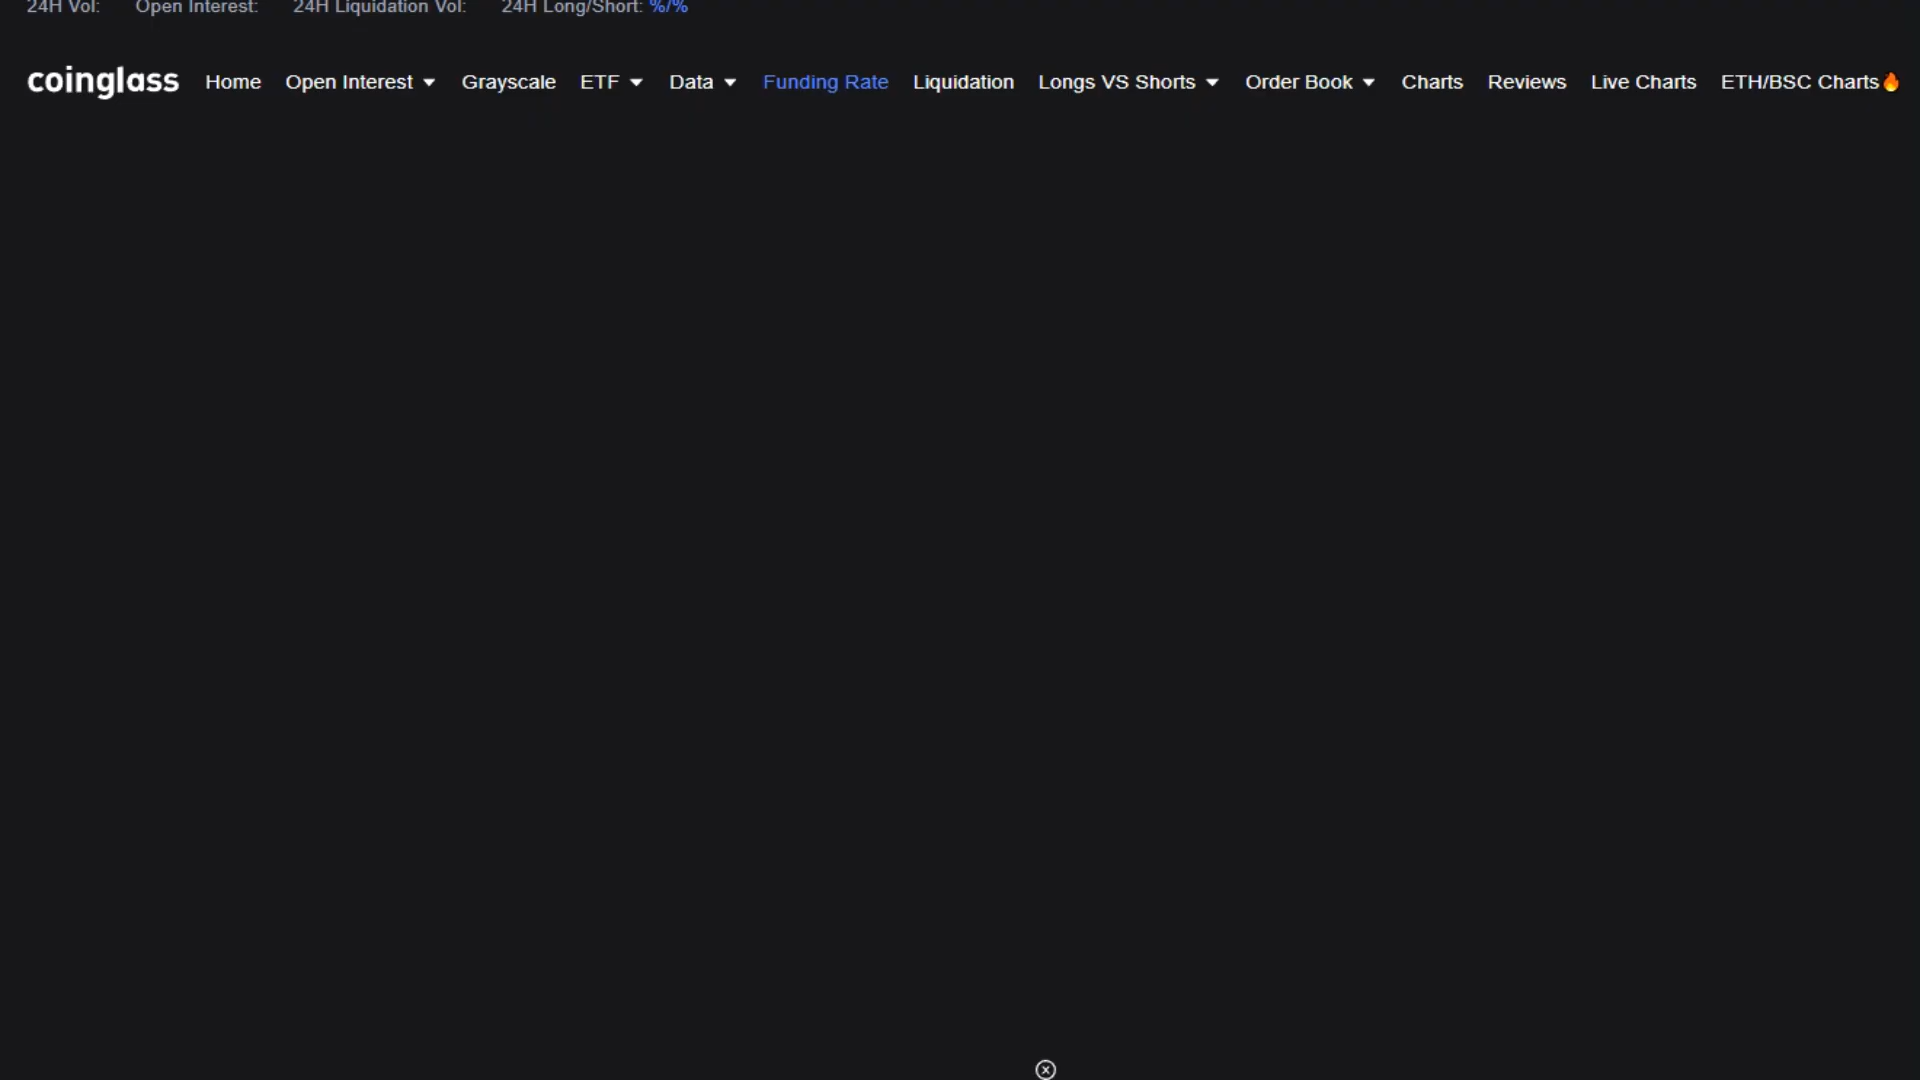 24H Vol: Open Interest: 24H Liquidation Vol: 24H Long/Short: %/%
coinglass Home Open Interest Grayscale ETF Data Funding Rate Liquidation Longs VS Shorts Order Book Charts Reviews Live Charts ETH/BSC Charts🔥